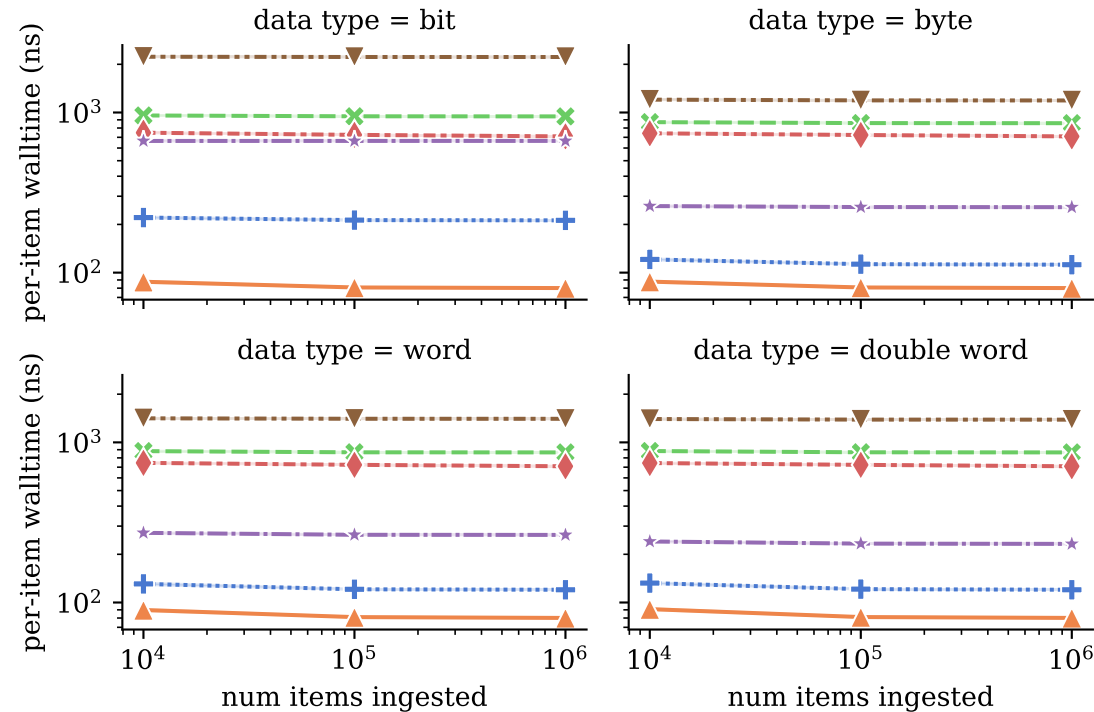 data type = bit
data type = byte
per-item walltime (ns)
10³
10²
data type = word
data type = double word
per-item walltime (ns)
10³
10²
10⁴ 10⁵ 10⁶
10⁴ 10⁵ 10⁶
num items ingested
num items ingested